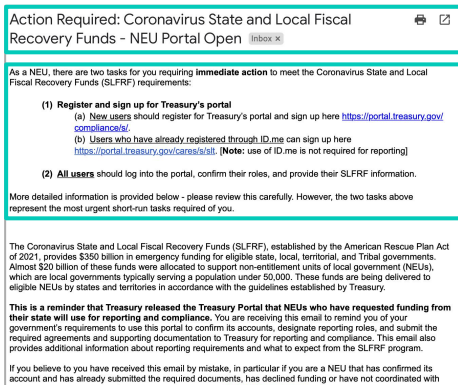 Action Required: Coronavirus State and Local Fiscal
Recovery Funds - NEU Portal Open Inbox ×
As a NEU, there are two tasks for you requiring immediate action to meet the Coronavirus State and Local
Fiscal Recovery Funds (SLFRF) requirements:
(1) Register and sign up for Treasury's portal
(a) New users should register for Treasury's portal and sign up here https://portal.treasury.gov/
compliance/s/.
(b) Users who have already registered through ID.me can sign up here
https://portal.treasury.gov/cares/s/slt. [Note: use of ID.me is not required for reporting]
(2) All users should log into the portal, confirm their roles, and provide their SLFRF information.
More detailed information is provided below - please review this carefully. However, the two tasks above
represent the most urgent short-run tasks required of you.
The Coronavirus State and Local Fiscal Recovery Funds (SLFRF), established by the American Rescue Plan Act
of 2021, provides $350 billion in emergency funding for eligible state, local, territorial, and Tribal governments.
Almost $20 billion of these funds were allocated to support non-entitlement units of local government (NEUs),
which are local governments typically serving a population under 50,000. These funds are being delivered to
eligible NEUs by states and territories in accordance with the guidelines established by Treasury.
This is a reminder that Treasury released the Treasury Portal that NEUs who have requested funding from
their state will use for reporting and compliance. You are receiving this email to remind you of your
government's requirements to use this portal to confirm its accounts, designate reporting roles, and submit the
required agreements and supporting documentation to Treasury for reporting and compliance. This email also
provides additional information about reporting requirements and what to expect from the SLFRF program.
If you believe to you have received this email by mistake, in particular if you are a NEU that has confirmed its
account and has already submitted the required documents, has declined funding or have not coordinated with